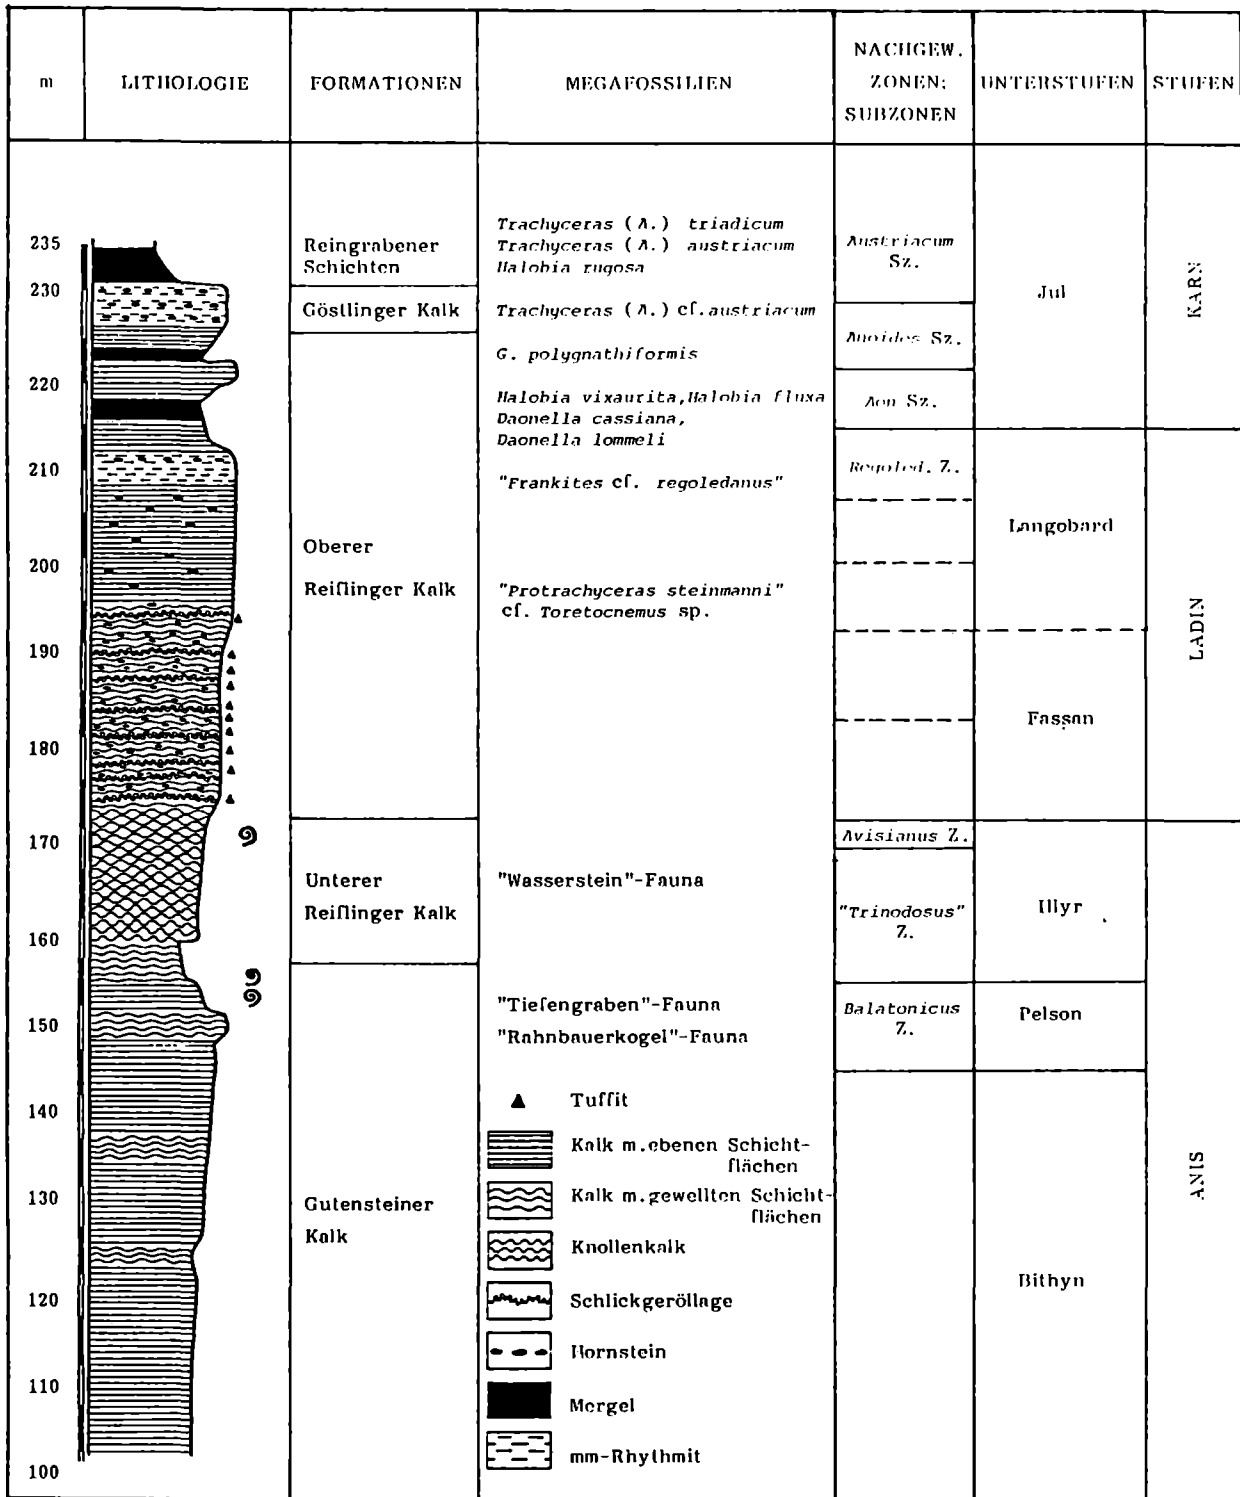 m
LITHOLOGIE
FORMATIONEN
MEGAFOSSILIEN
NACHGEW.
ZONEN;
SUBZONEN
UNTERSTUFEN
STUFEN
235
230
220
210
200
190
180
170
160
150
140
130
120
110
100
Reingrabener
Schichten
Göstlinger Kalk
Oberer
Reiflinger Kalk
Unterer
Reiflinger Kalk
Gutensteiner
Kalk
Trachyceras (A.) triadicum
Trachyceras (A.) austriacum
Halobia rugosa
Trachyceras (A.) cf. austriacum
G. polygnathiformis
Halobia vixaurita, Halobia fluxa
Daonella cassiana,
Daonella lommeli
"Frankites cf. regoledanus"
"Protrachyceras steinmanni"
cf. Toretocnemus sp.
"Wasserstein"-Fauna
"Tiefengraben"-Fauna
"Rahnbauerkogel"-Fauna
Tuffit
Kalk m. ebenen Schicht-
flächen
Kalk m. gewellten Schicht-
flächen
Knollenkalk
Schlickgeröllage
Hornstein
Mergel
mm-Rhythmit
Austriacum
Sz.
Aonoides Sz.
Aon Sz.
Regoled. Z.
Avisianus Z.
"Trinodosus"
Z.
Balatonicus
Z.
Jul
Langobard
Fassan
Illyr
Pelson
Bithyn
KARN
LADIN
ANIS